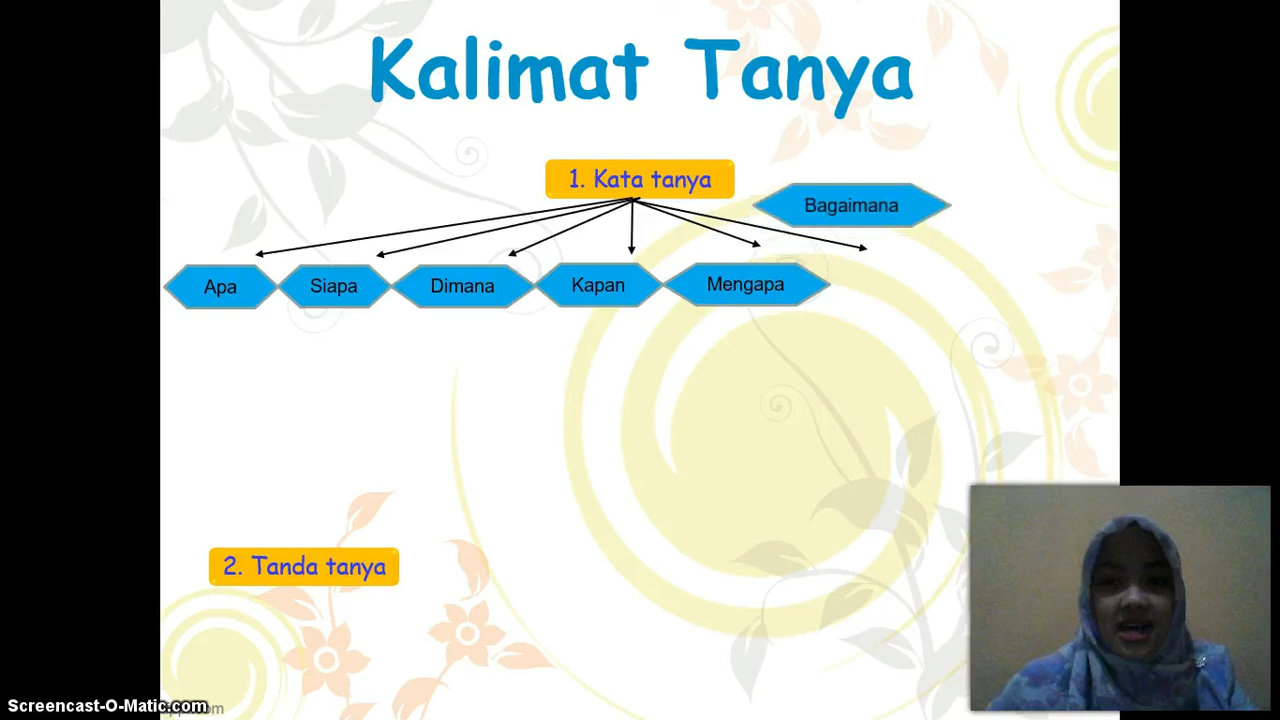 Kalimat Tanya
1. Kata tanya
Bagaimana
Apa
Siapa
Dimana
Kapan
Mengapa
2. Tanda tanya
Screencast-O-Matic.com